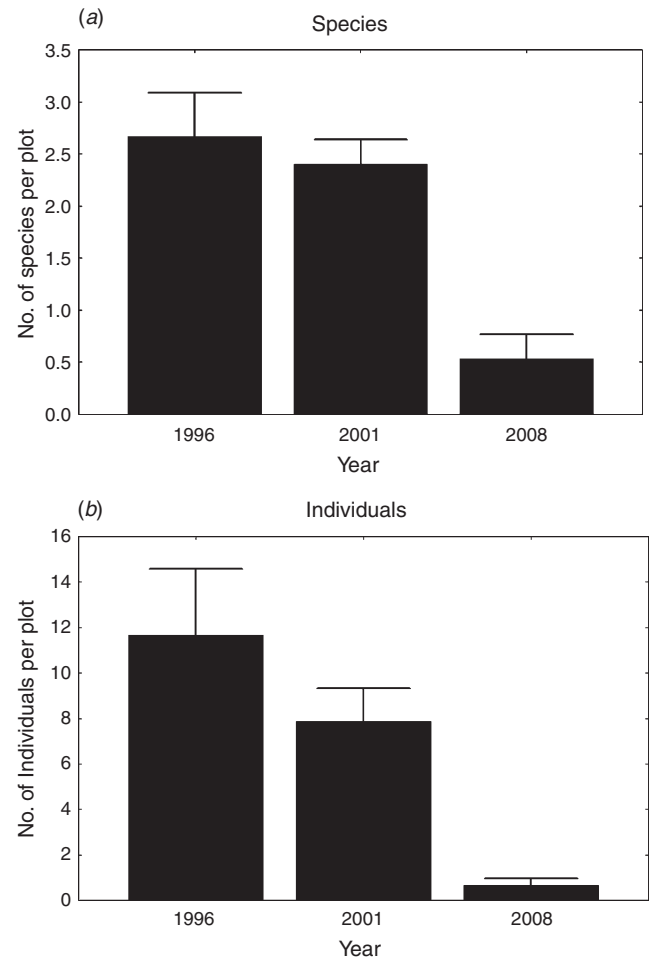 (a)
Species
3.5
3.0
2.5
2.0
1.5
1.0
0.5
0.0
No. of species per plot
1996 2001 2008
Year
(b)
Individuals
16
14
12
10
8
6
4
2
0
No. of Individuals per plot
1996 2001 2008
Year